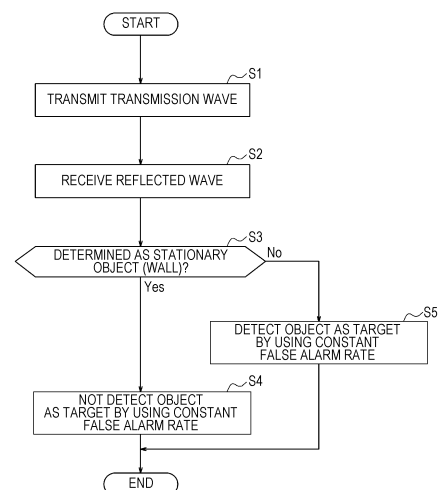 START
S1
TRANSMIT TRANSMISSION WAVE
S2
RECEIVE REFLECTED WAVE
S3
DETERMINED AS STATIONARY
OBJECT (WALL)?
No
Yes
S5
DETECT OBJECT AS TARGET
BY USING CONSTANT
FALSE ALARM RATE
S4
NOT DETECT OBJECT
AS TARGET BY USING CONSTANT
FALSE ALARM RATE
END